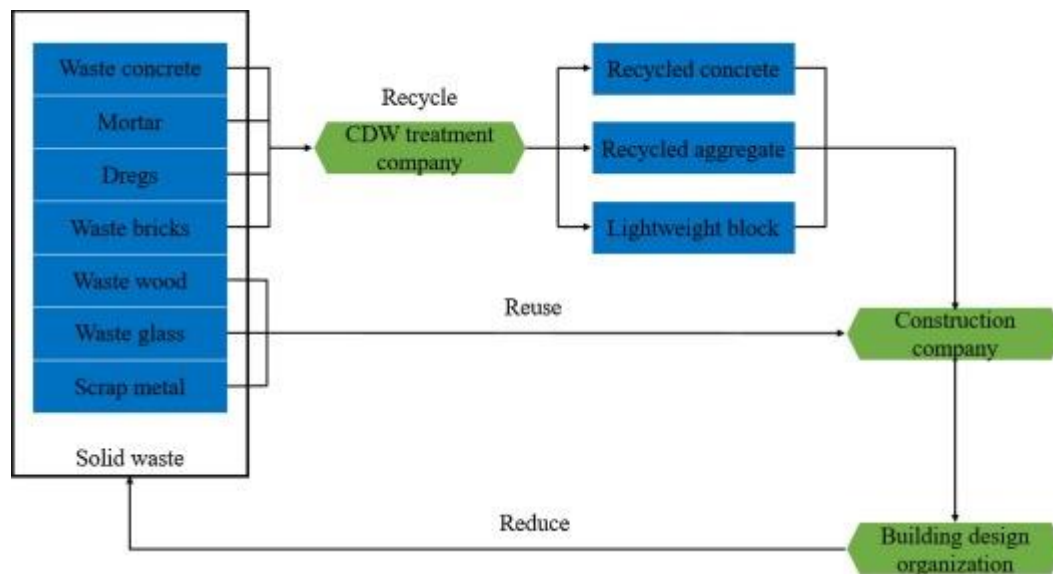 Waste concrete
Mortar
Dregs
Waste bricks
Waste wood
Waste glass
Scrap metal
Solid waste
Recycle
CDW treatment
company
Recycled concrete
Recycled aggregate
Lightweight block
Reuse
Construction
company
Reduce
Building design
organization